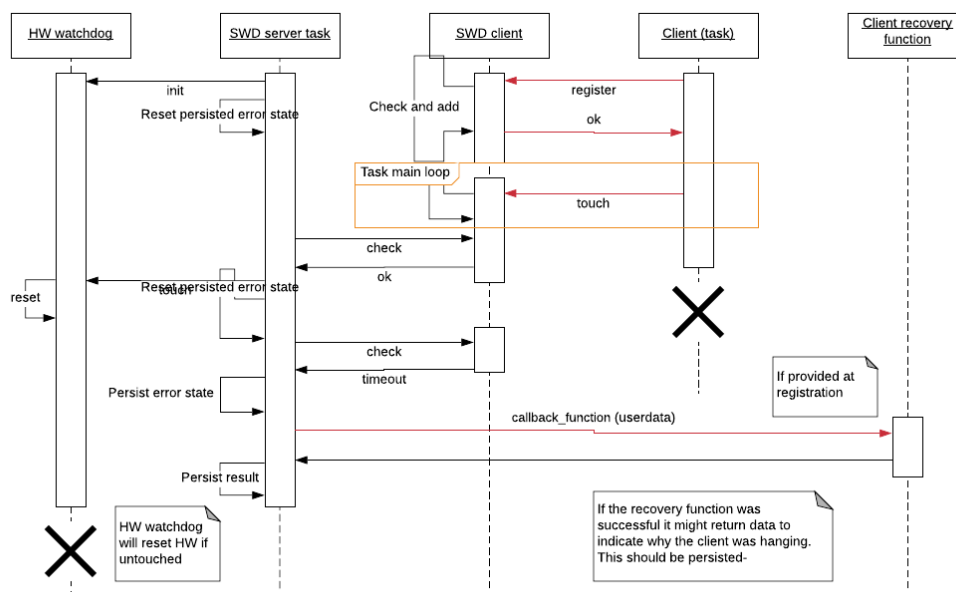 HW watchdog
SWD server task
SWD client
Client (task)
Client recovery
function
init
Reset persisted error state
Check and add
register
ok
Task main loop
touch
check
ok
Reset persisted error state
touch
reset
check
timeout
If provided at
registration
Persist error state
callback_function (userdata)
Persist result
HW watchdog
will reset HW if
untouched
If the recovery function was
successful it might return data to
indicate why the client was hanging.
This should be persisted-